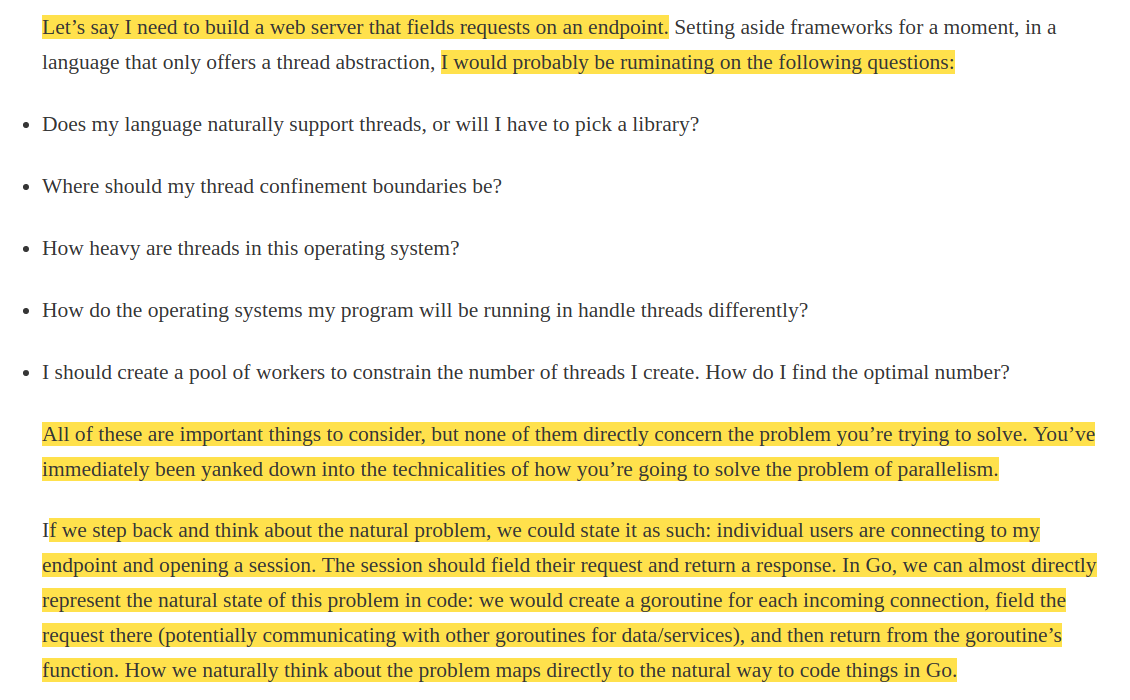 Let’s say I need to build a web server that fields requests on an endpoint. Setting aside frameworks for a moment, in a
language that only offers a thread abstraction, I would probably be ruminating on the following questions:
• Does my language naturally support threads, or will I have to pick a library?
• Where should my thread confinement boundaries be?
• How heavy are threads in this operating system?
• How do the operating systems my program will be running in handle threads differently?
• I should create a pool of workers to constrain the number of threads I create. How do I find the optimal number?
All of these are important things to consider, but none of them directly concern the problem you’re trying to solve. You’ve
immediately been yanked down into the technicalities of how you’re going to solve the problem of parallelism.
If we step back and think about the natural problem, we could state it as such: individual users are connecting to my
endpoint and opening a session. The session should field their request and return a response. In Go, we can almost directly
represent the natural state of this problem in code: we would create a goroutine for each incoming connection, field the
request there (potentially communicating with other goroutines for data/services), and then return from the goroutine’s
function. How we naturally think about the problem maps directly to the natural way to code things in Go.